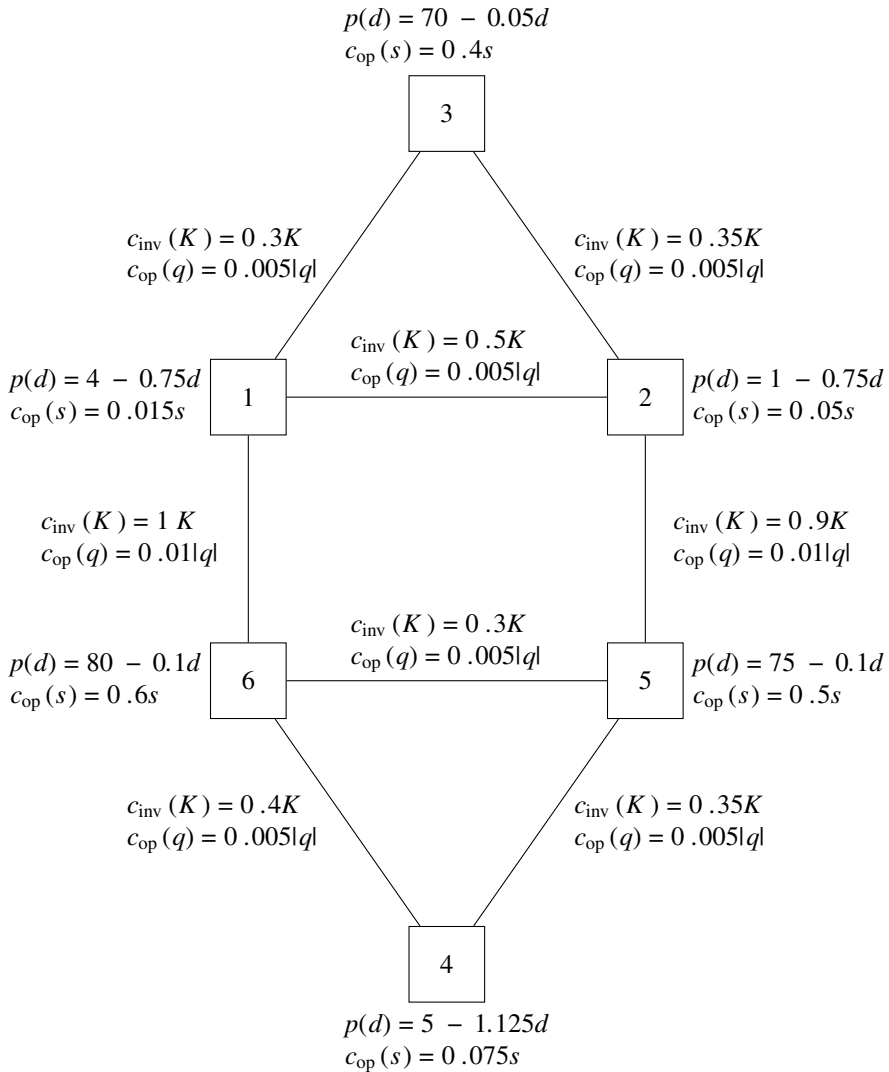 p(d) = 70 − 0.05d
c_op (s) = 0 .4s
3
c_inv (K ) = 0 .3K
c_op (q) = 0 .005|q|
c_inv (K ) = 0 .35K
c_op (q) = 0 .005|q|
c_inv (K ) = 0 .5K
c_op (q) = 0 .005|q|
p(d) = 4 − 0.75d
c_op (s) = 0 .015s
1
2
p(d) = 1 − 0.75d
c_op (s) = 0 .05s
c_inv (K ) = 1 K
c_op (q) = 0 .01|q|
c_inv (K ) = 0 .9K
c_op (q) = 0 .01|q|
c_inv (K ) = 0 .3K
c_op (q) = 0 .005|q|
p(d) = 80 − 0.1d
c_op (s) = 0 .6s
6
5
p(d) = 75 − 0.1d
c_op (s) = 0 .5s
c_inv (K ) = 0 .4K
c_op (q) = 0 .005|q|
c_inv (K ) = 0 .35K
c_op (q) = 0 .005|q|
4
p(d) = 5 − 1.125d
c_op (s) = 0 .075s